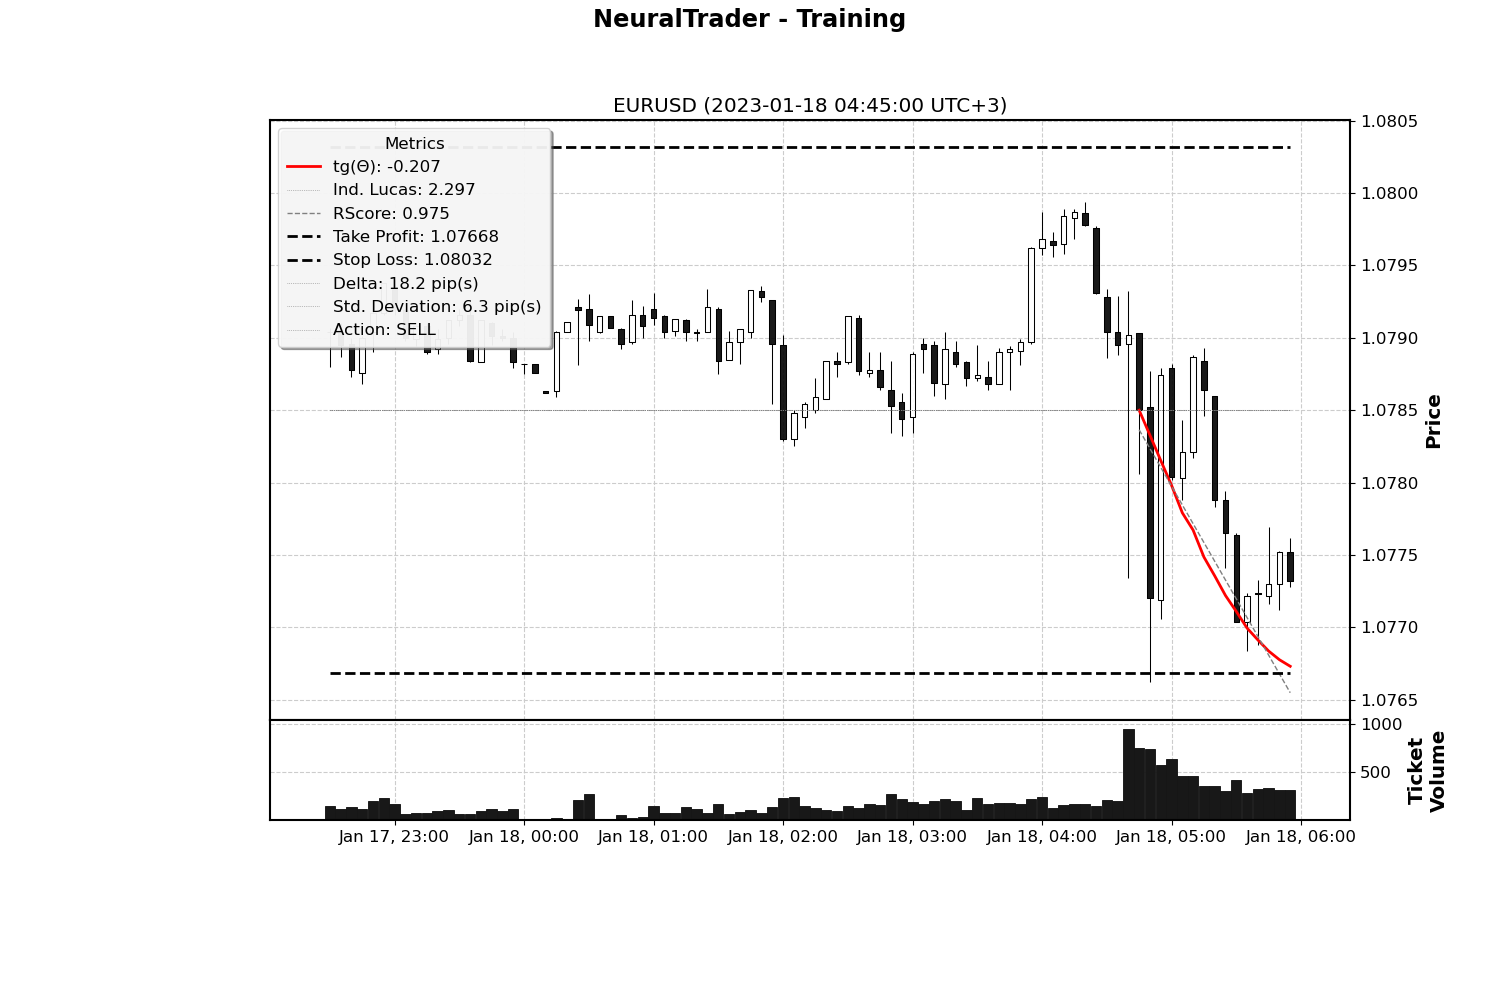 NeuralTrader - Training
EURUSD (2023-01-18 04:45:00 UTC+3)
Metrics
tg(Θ): -0.207
Ind. Lucas: 2.297
RScore: 0.975
Take Profit: 1.07668
Stop Loss: 1.08032
Delta: 18.2 pip(s)
Std. Deviation: 6.3 pip(s)
Action: SELL
1.0805
1.0800
1.0795
1.0790
1.0785
1.0780
1.0775
1.0770
1.0765
Price
1000
500
Ticket
Volume
Jan 17, 23:00 Jan 18, 00:00 Jan 18, 01:00 Jan 18, 02:00 Jan 18, 03:00 Jan 18, 04:00 Jan 18, 05:00 Jan 18, 06:00